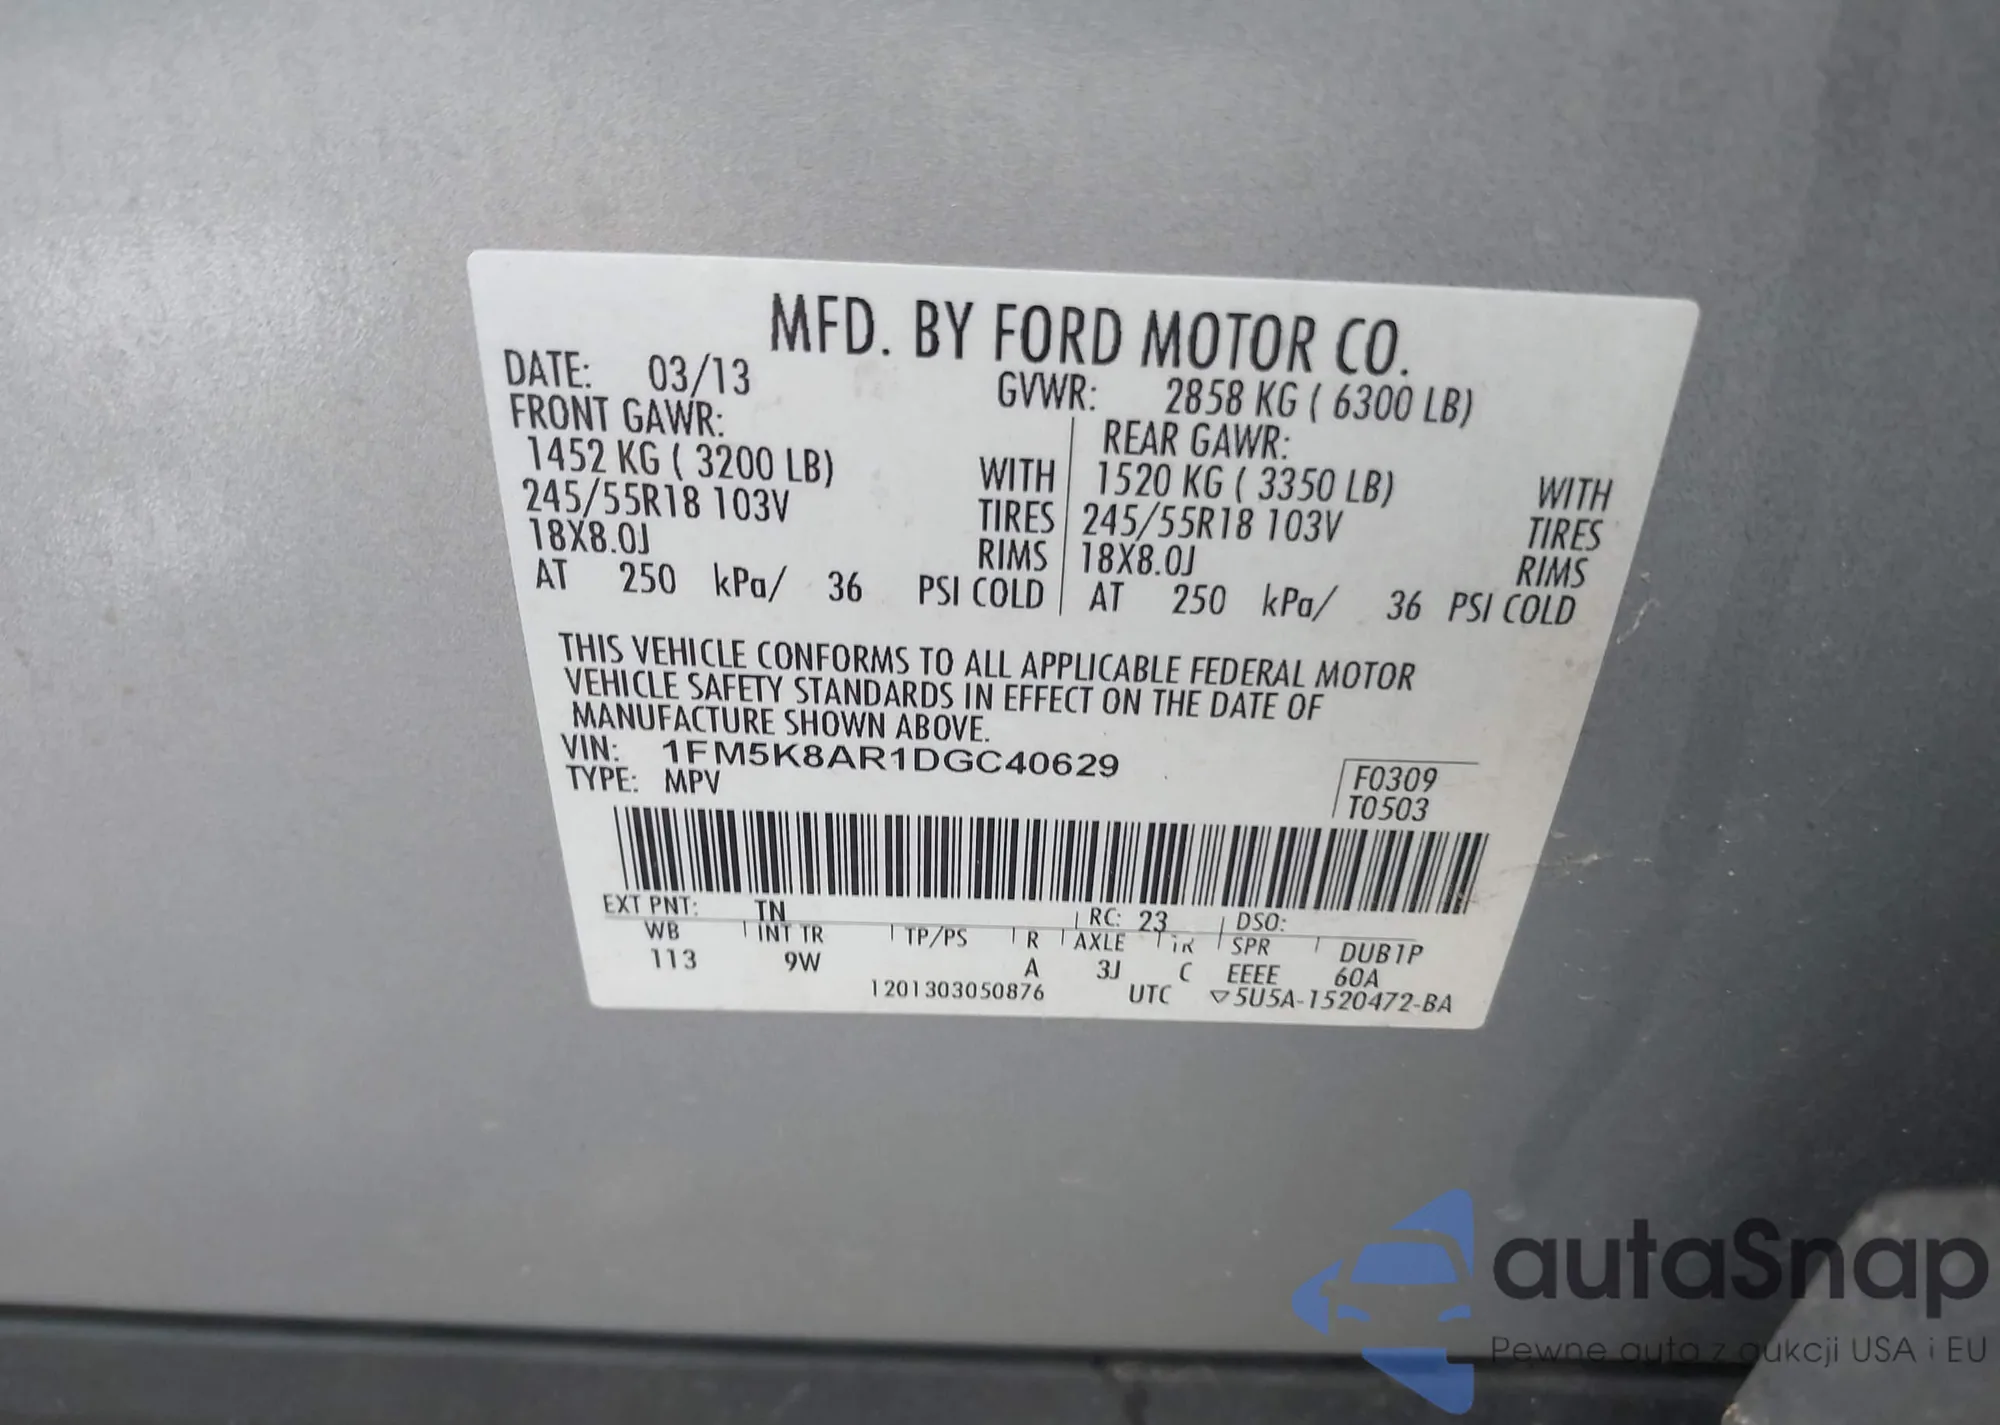 MFD. BY FORD MOTOR CO.
DATE: 03/13 GVWR: 2858 KG ( 6300 LB)
FRONT GAWR: REAR GAWR:
1452 KG ( 3200 LB) WITH 1520 KG ( 3350 LB) WITH
245/55R18 103V TIRES 245/55R18 103V TIRES
18X8.0J RIMS 18X8.0J RIMS
AT 250 kPa/ 36 PSI COLD AT 250 kPa/ 36 PSI COLD
THIS VEHICLE CONFORMS TO ALL APPLICABLE FEDERAL MOTOR
VEHICLE SAFETY STANDARDS IN EFFECT ON THE DATE OF
MANUFACTURE SHOWN ABOVE.
VIN: 1FM5K8AR1DGC40629
TYPE: MPV
F0309
T0503
EXT PNT: TN RC: 23 DSO:
WB INT TR TP/PS R AXLE TR SPR DUB1P
113 9W A 3J C EEEE 60A
1201303050876 UTC ▽5U5A-1520472-BA
autaSnap
Pewne auta z aukcji USA i EU